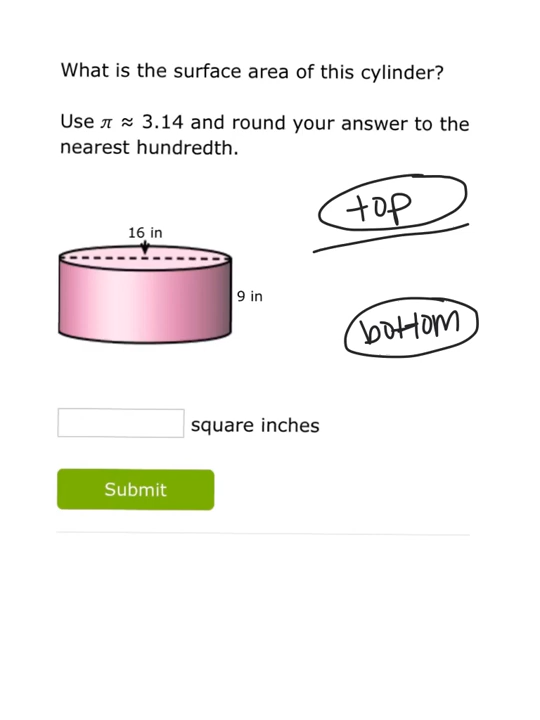 What is the surface area of this cylinder?
Use π ≈ 3.14 and round your answer to the
nearest hundredth.
top
16 in
9 in
bottom
square inches
Submit